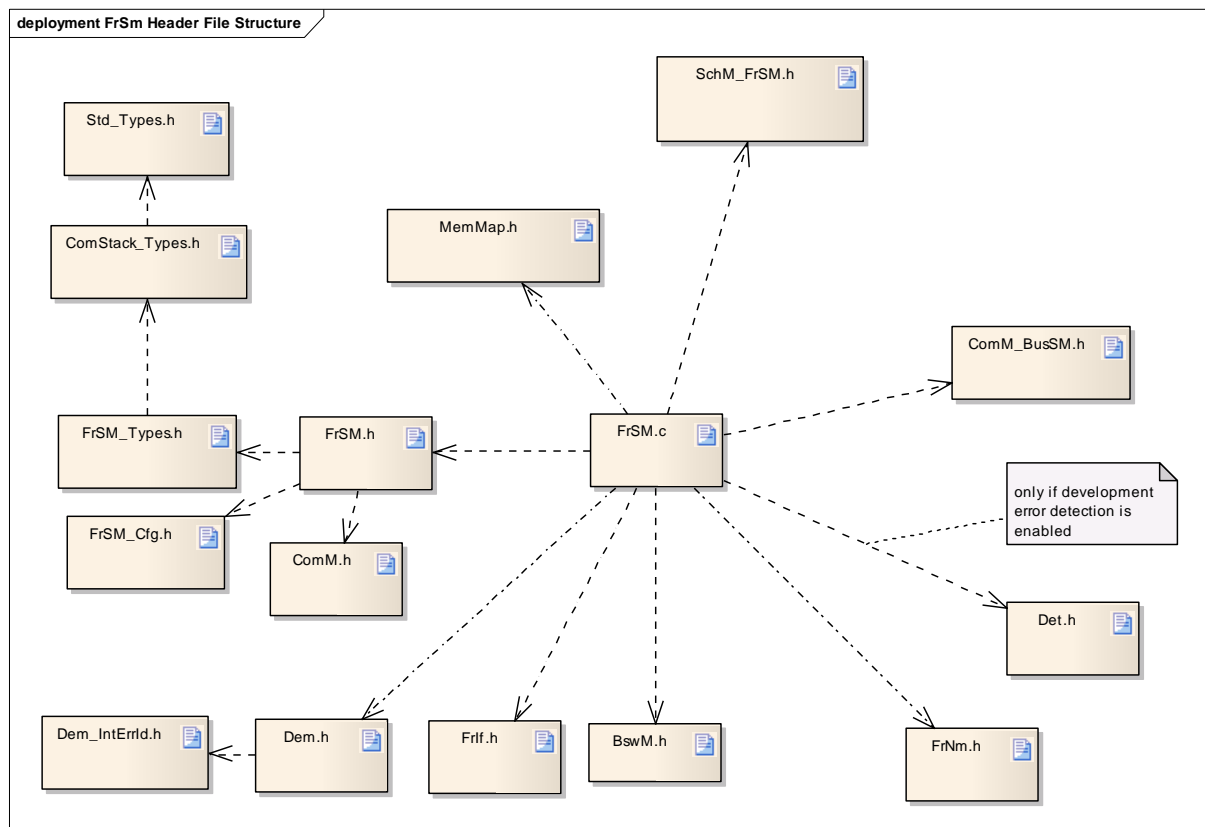 deployment FrSm Header File Structure
SchM_FrSM.h
Std_Types.h
MemMap.h
ComStack_Types.h
ComM_BusSM.h
FrSM_Types.h
FrSM.h
FrSM.c
only if development
error detection is
enabled
FrSM_Cfg.h
ComM.h
Det.h
Dem_IntErrId.h
Dem.h
FrIf.h
BswM.h
FrNm.h